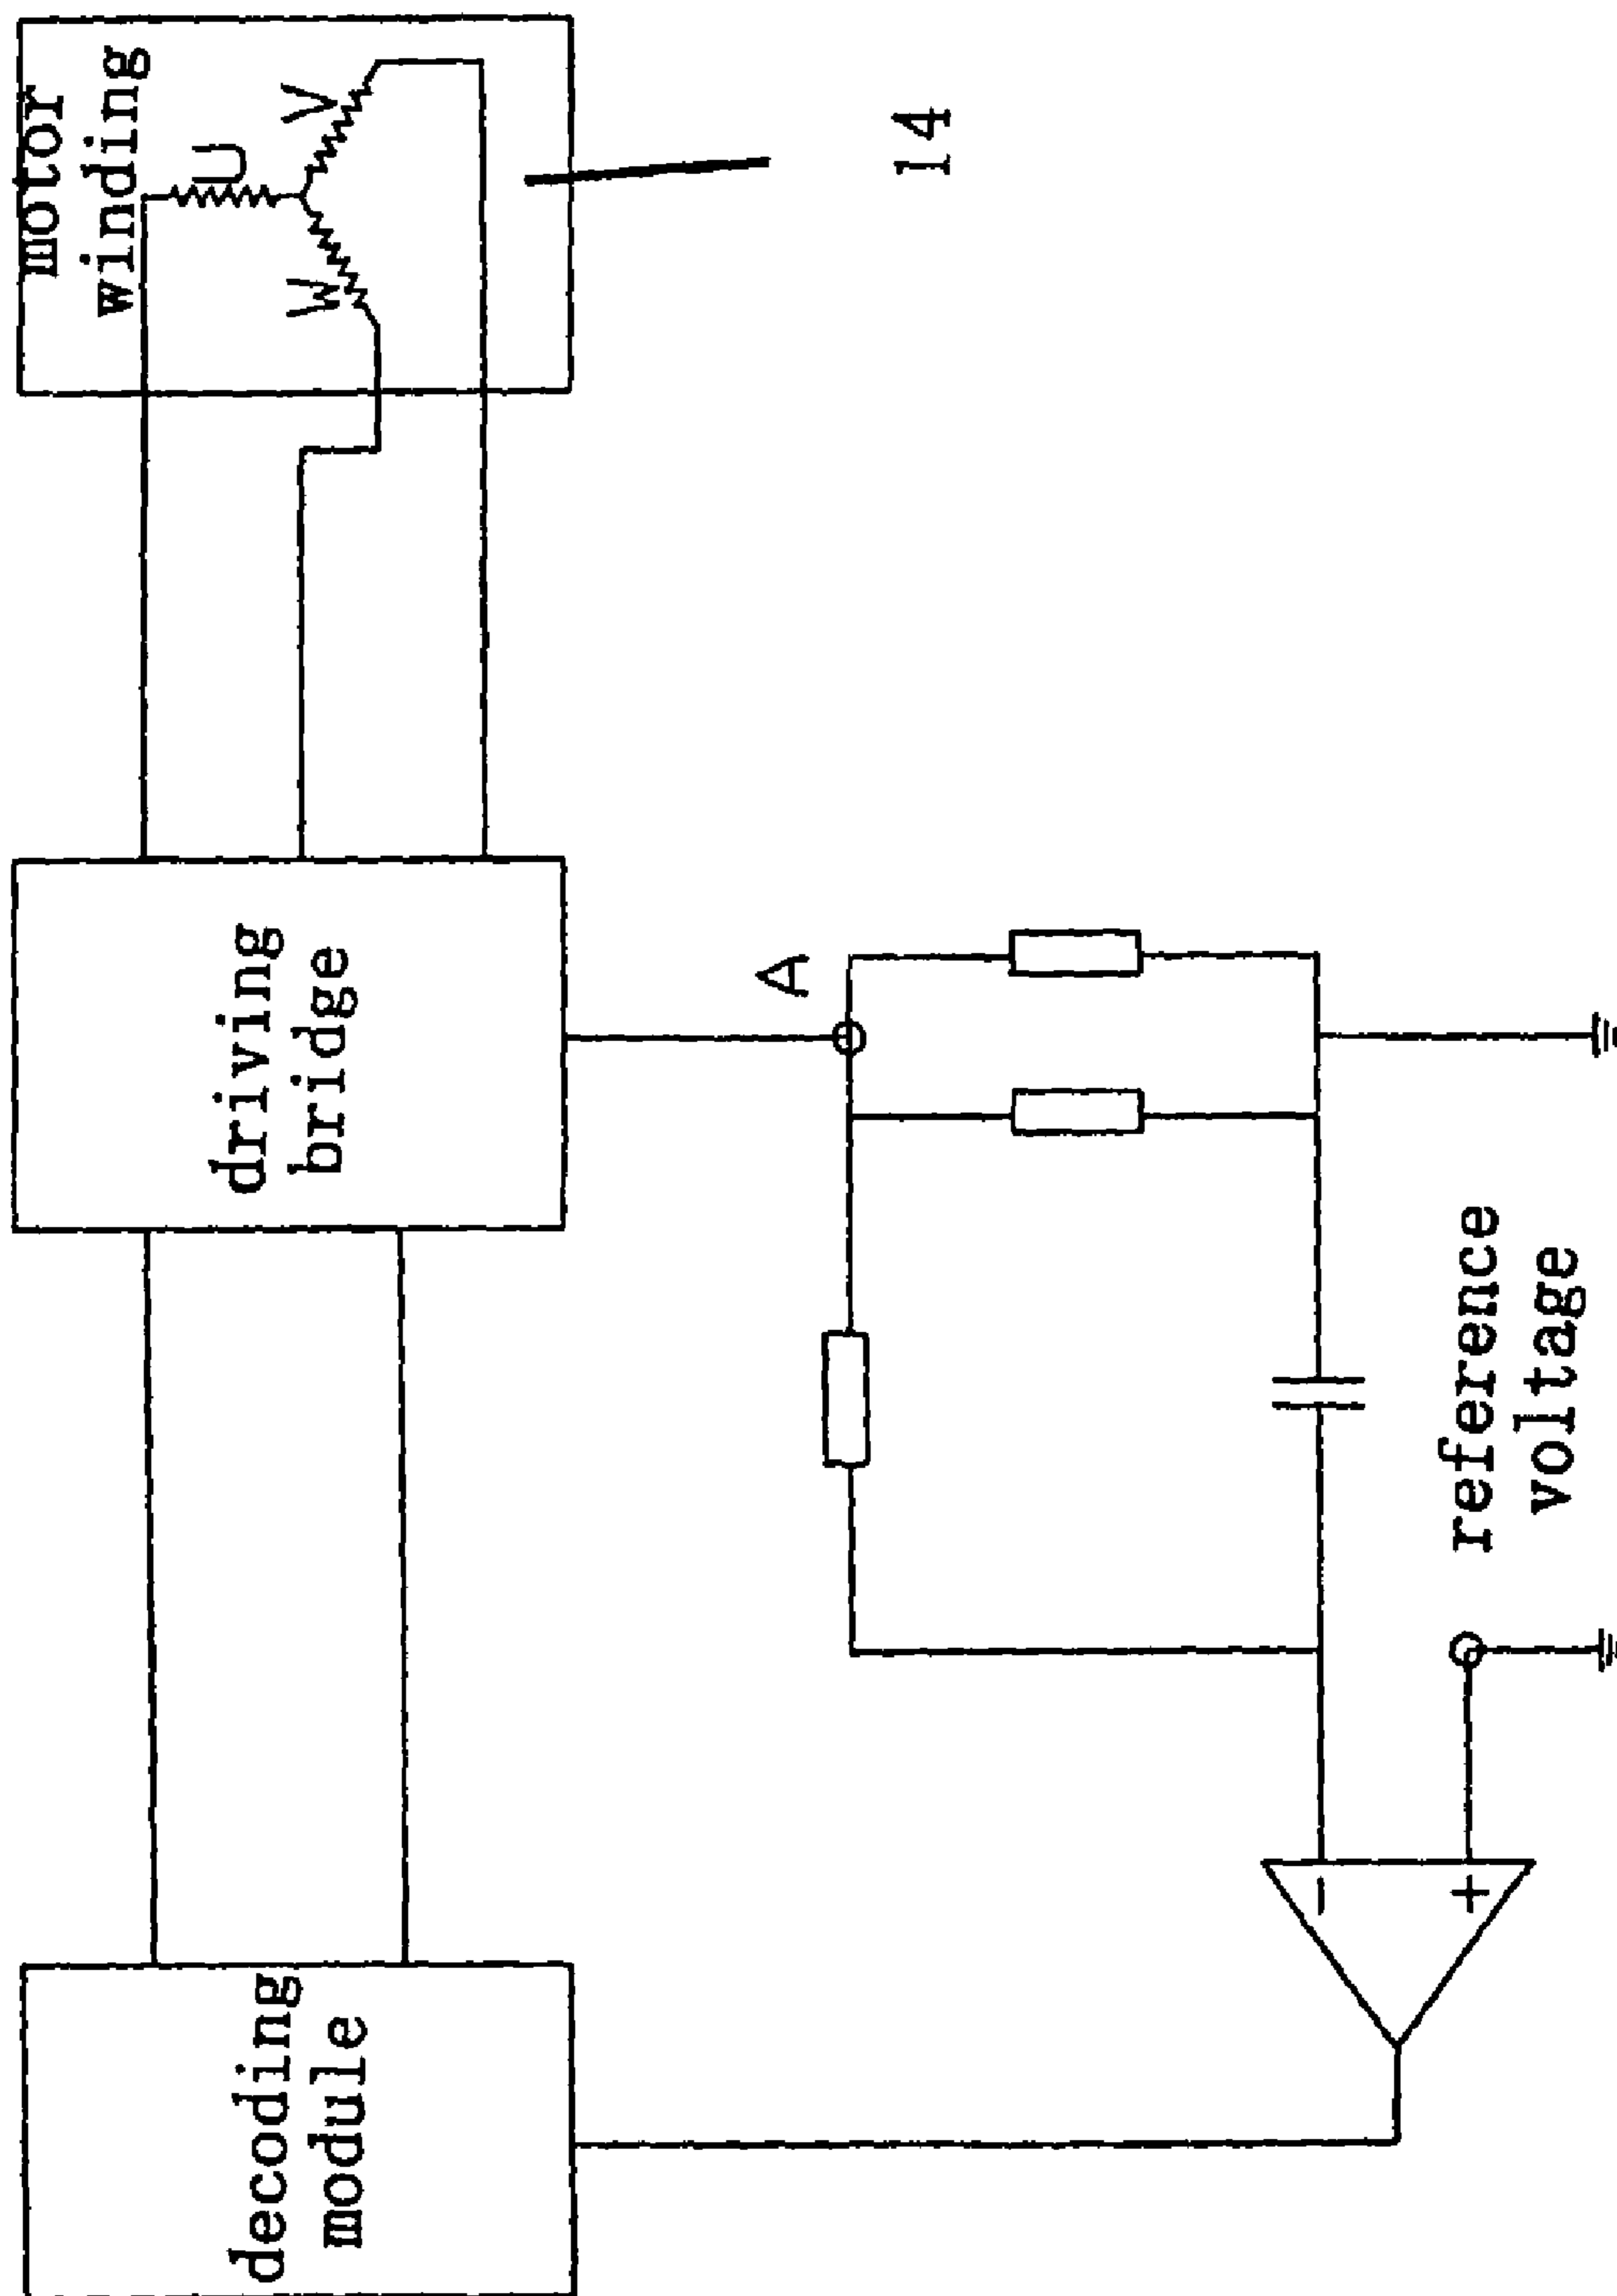 decoding
module
driving
bridge
motor
winding
U
W
V
A
14
reference
voltage
-
+